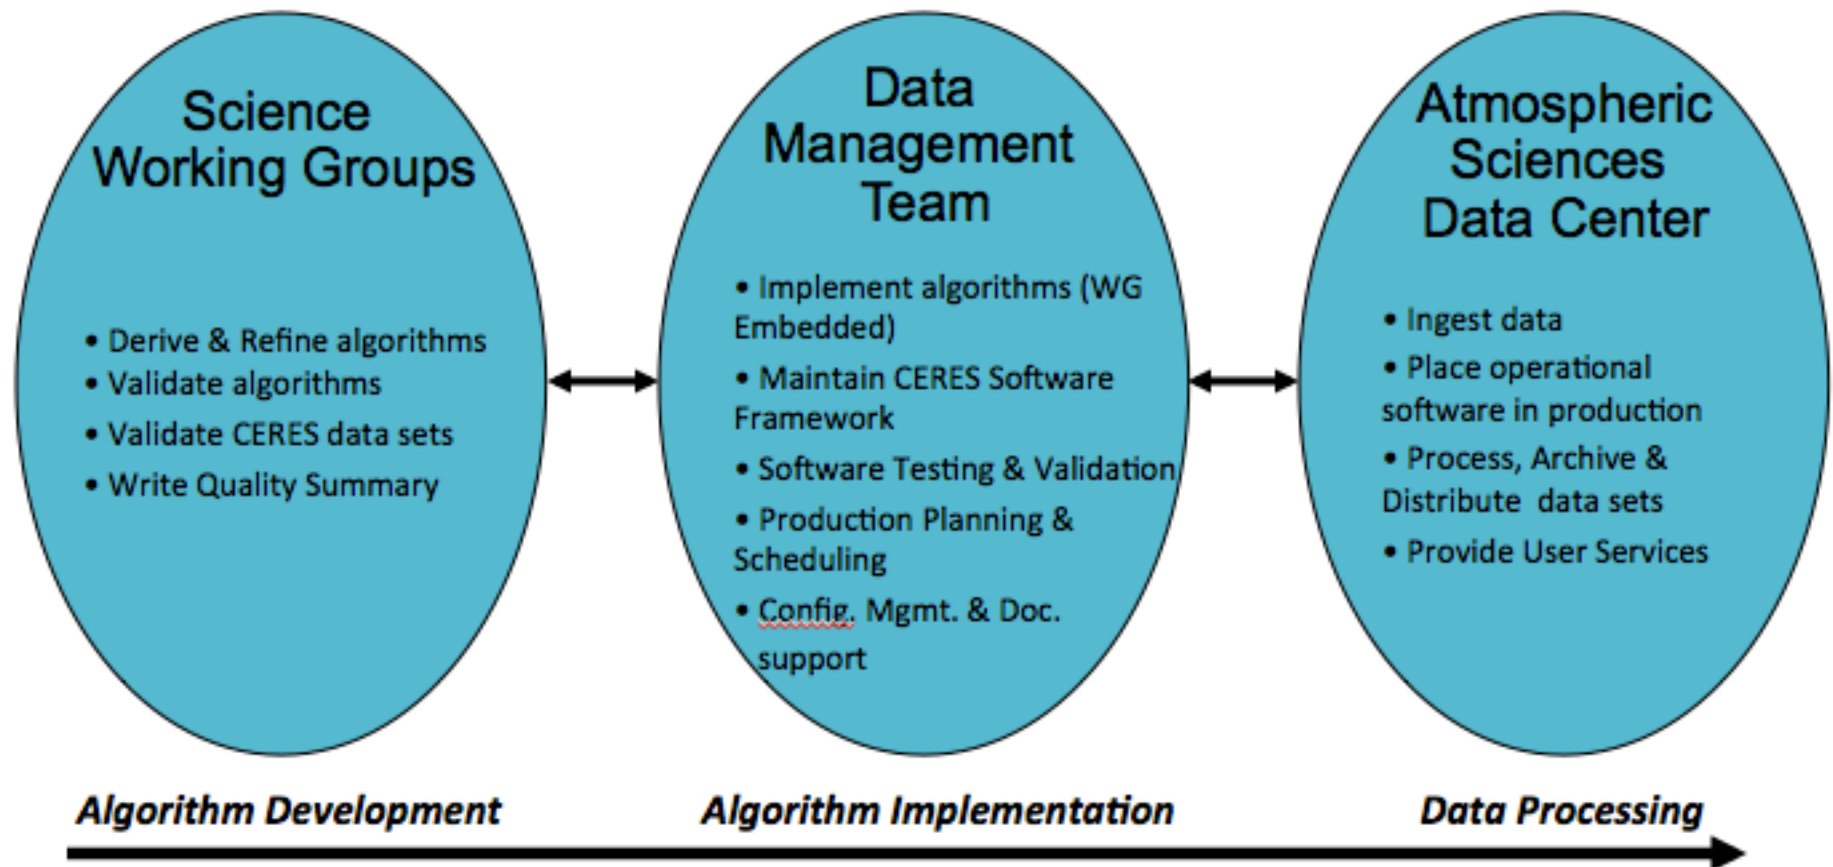 Science
Working Groups
• Derive & Refine algorithms
• Validate algorithms
• Validate CERES data sets
• Write Quality Summary
Data
Management
Team
• Implement algorithms (WG
Embedded)
• Maintain CERES Software
Framework
• Software Testing & Validation
• Production Planning &
Scheduling
• Config. Mgmt. & Doc.
support
Atmospheric
Sciences
Data Center
• Ingest data
• Place operational
software in production
• Process, Archive &
Distribute data sets
• Provide User Services
Algorithm Development
Algorithm Implementation
Data Processing